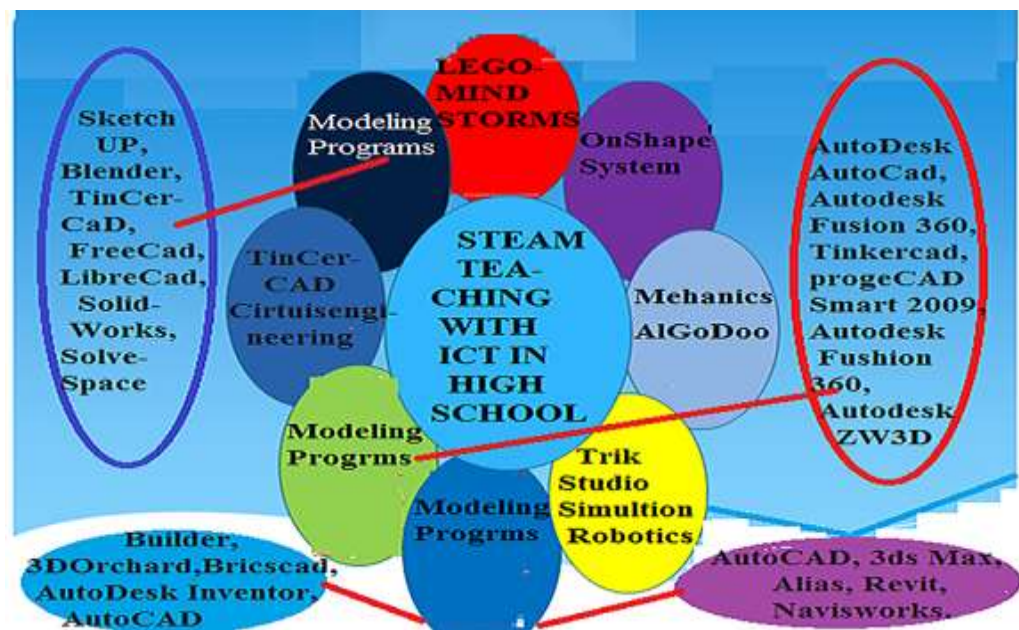 Sketch
UP,
Blender,
TinCer-
CaD,
FreeCad,
LibreCad,
Solid-
Works,
Solve-
Space
Modeling
Programs
LEGO-
MIND
STORMS
OnShape'
System
AutoDesk
AutoCad,
Autodesk
Fusion 360,
Tinkercad,
progeCAD
Smart 2009,
Autodesk
Fushion
360,
Autodesk
ZW3D
TinCer-
CAD
Cirtuisengi-
neering
STEAM
TEA-
CHING
WITH
ICT IN
HIGH
SCHOOL
Mehanics
AlGoDoo
Modeling
Progrms
Modeling
Progrms
Trik
Studio
Simultion
Robotics
Builder,
3DOrchard,Bricscad,
AutoDesk Inventor,
AutoCAD
AutoCAD, 3ds Max,
Alias, Revit,
Navisworks.